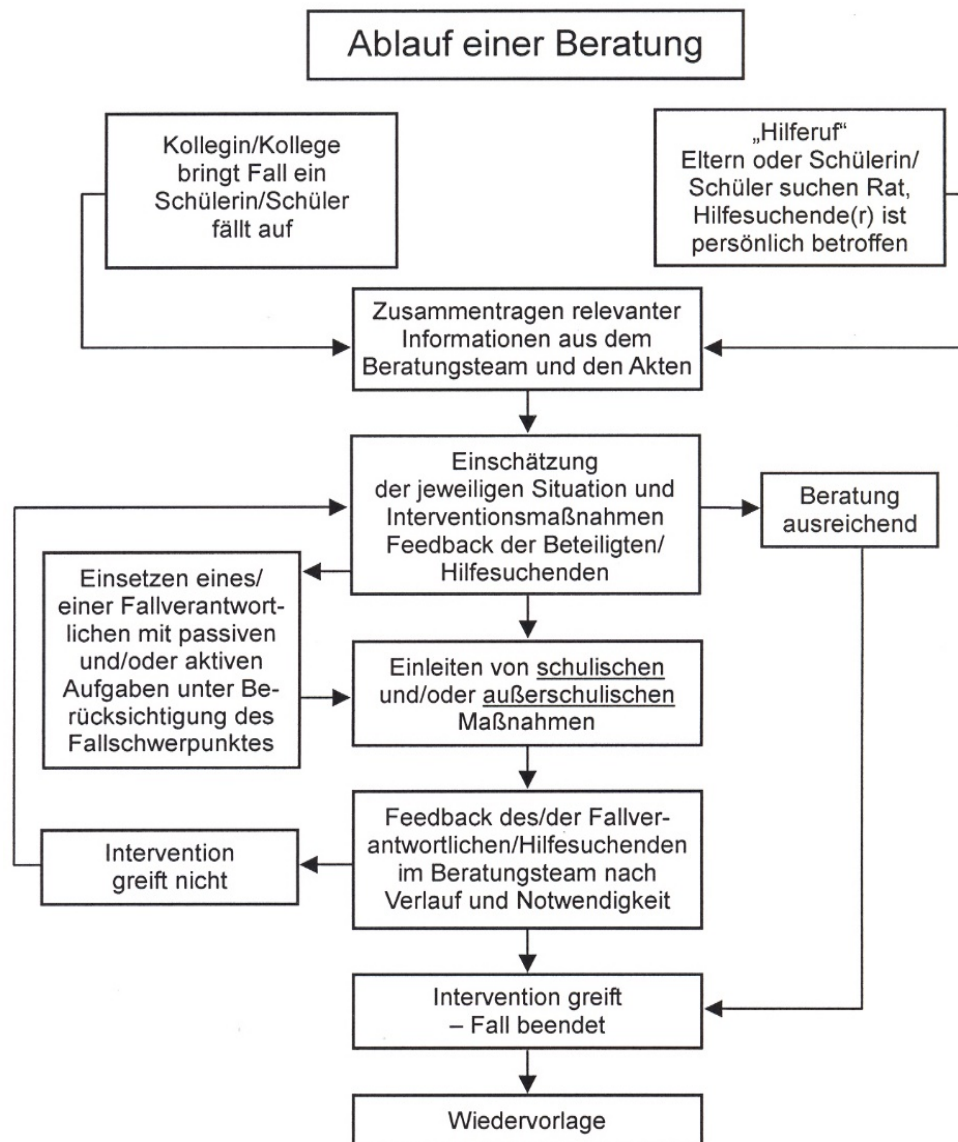 Ablauf einer Beratung
Kollegin/Kollege
bringt Fall ein
Schülerin/Schüler
fällt auf
„Hilferuf“
Eltern oder Schülerin/
Schüler suchen Rat,
Hilfesuchende(r) ist
persönlich betroffen
Zusammentragen relevanter
Informationen aus dem
Beratungsteam und den Akten
Einschätzung
der jeweiligen Situation und
Interventionsmaßnahmen
Feedback der Beteiligten/
Hilfesuchenden
Beratung
ausreichend
Einsetzen eines/
einer Fallverantwort-
lichen mit passiven
und/oder aktiven
Aufgaben unter Be-
rücksichtigung des
Fallschwerpunktes
Einleiten von schulischen
und/oder außerschulischen
Maßnahmen
Feedback des/der Fallver-
antwortlichen/Hilfesuchenden
im Beratungsteam nach
Verlauf und Notwendigkeit
Intervention
greift nicht
Intervention greift
– Fall beendet
Wiedervorlage